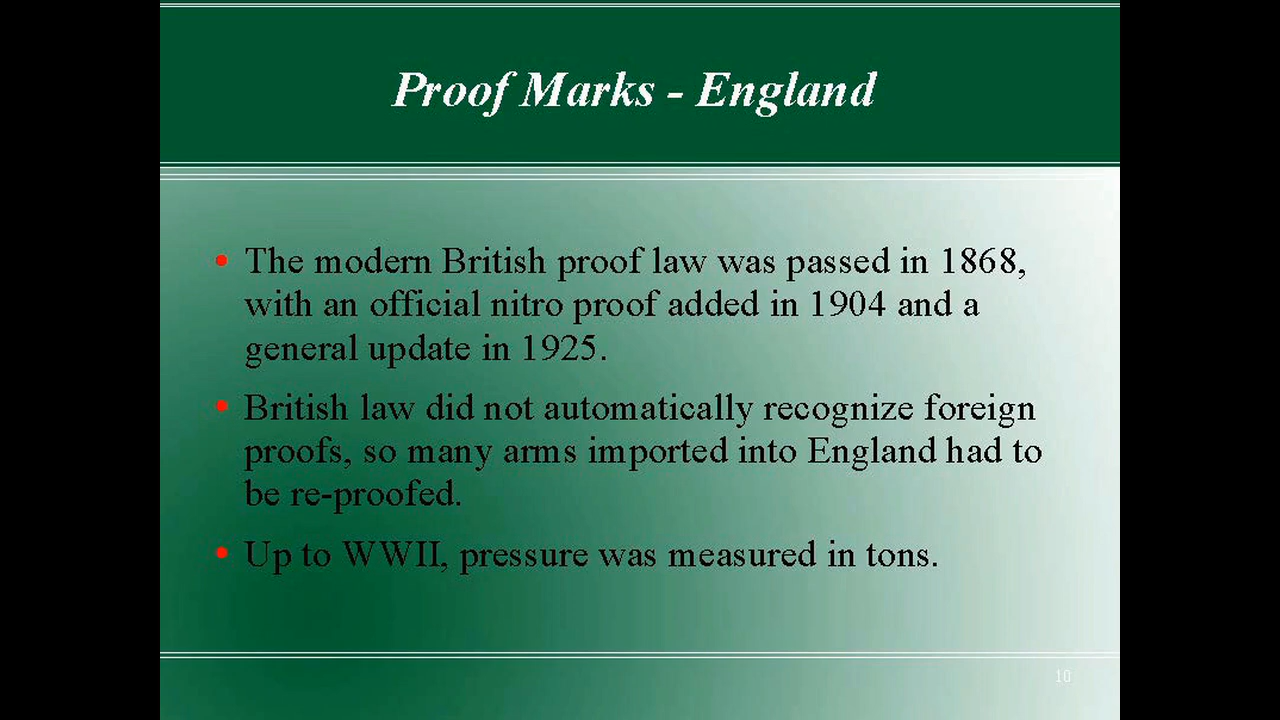 Proof Marks - England
• The modern British proof law was passed in 1868,
with an official nitro proof added in 1904 and a
general update in 1925.
• British law did not automatically recognize foreign
proofs, so many arms imported into England had to
be re-proofed.
• Up to WWII, pressure was measured in tons.
10